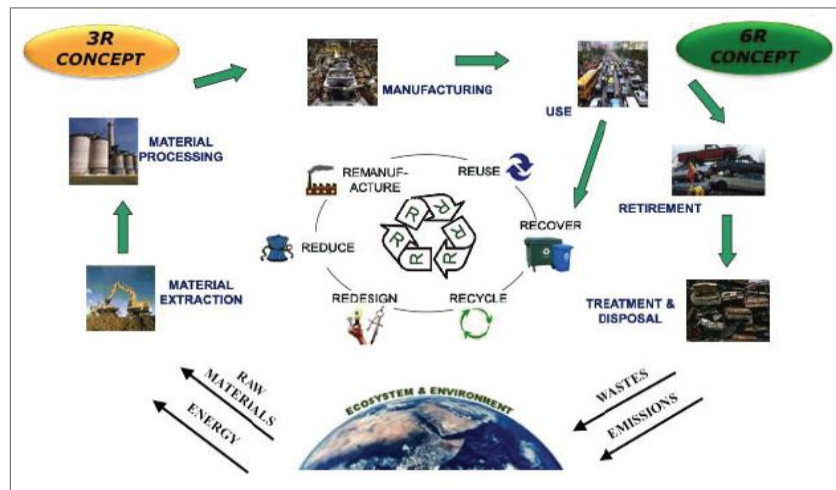 3R
CONCEPT
6R
CONCEPT
MANUFACTURING
USE
MATERIAL
PROCESSING
REMANUF-
ACTURE
REUSE
RETIREMENT
RECOVER
REDUCE
R
R
R
R
R
R
MATERIAL
EXTRACTION
REDESIGN
RECYCLE
TREATMENT &
DISPOSAL
RAW
MATERIALS
ENERGY
ECOSYSTEM & ENVIRONMENT
WASTES
EMISSIONS